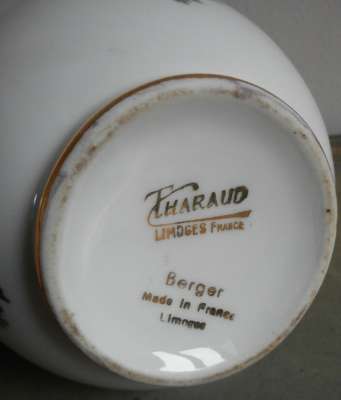 THARAUD
LIMOGES FRANCE
Berger
Made in France
Limoges